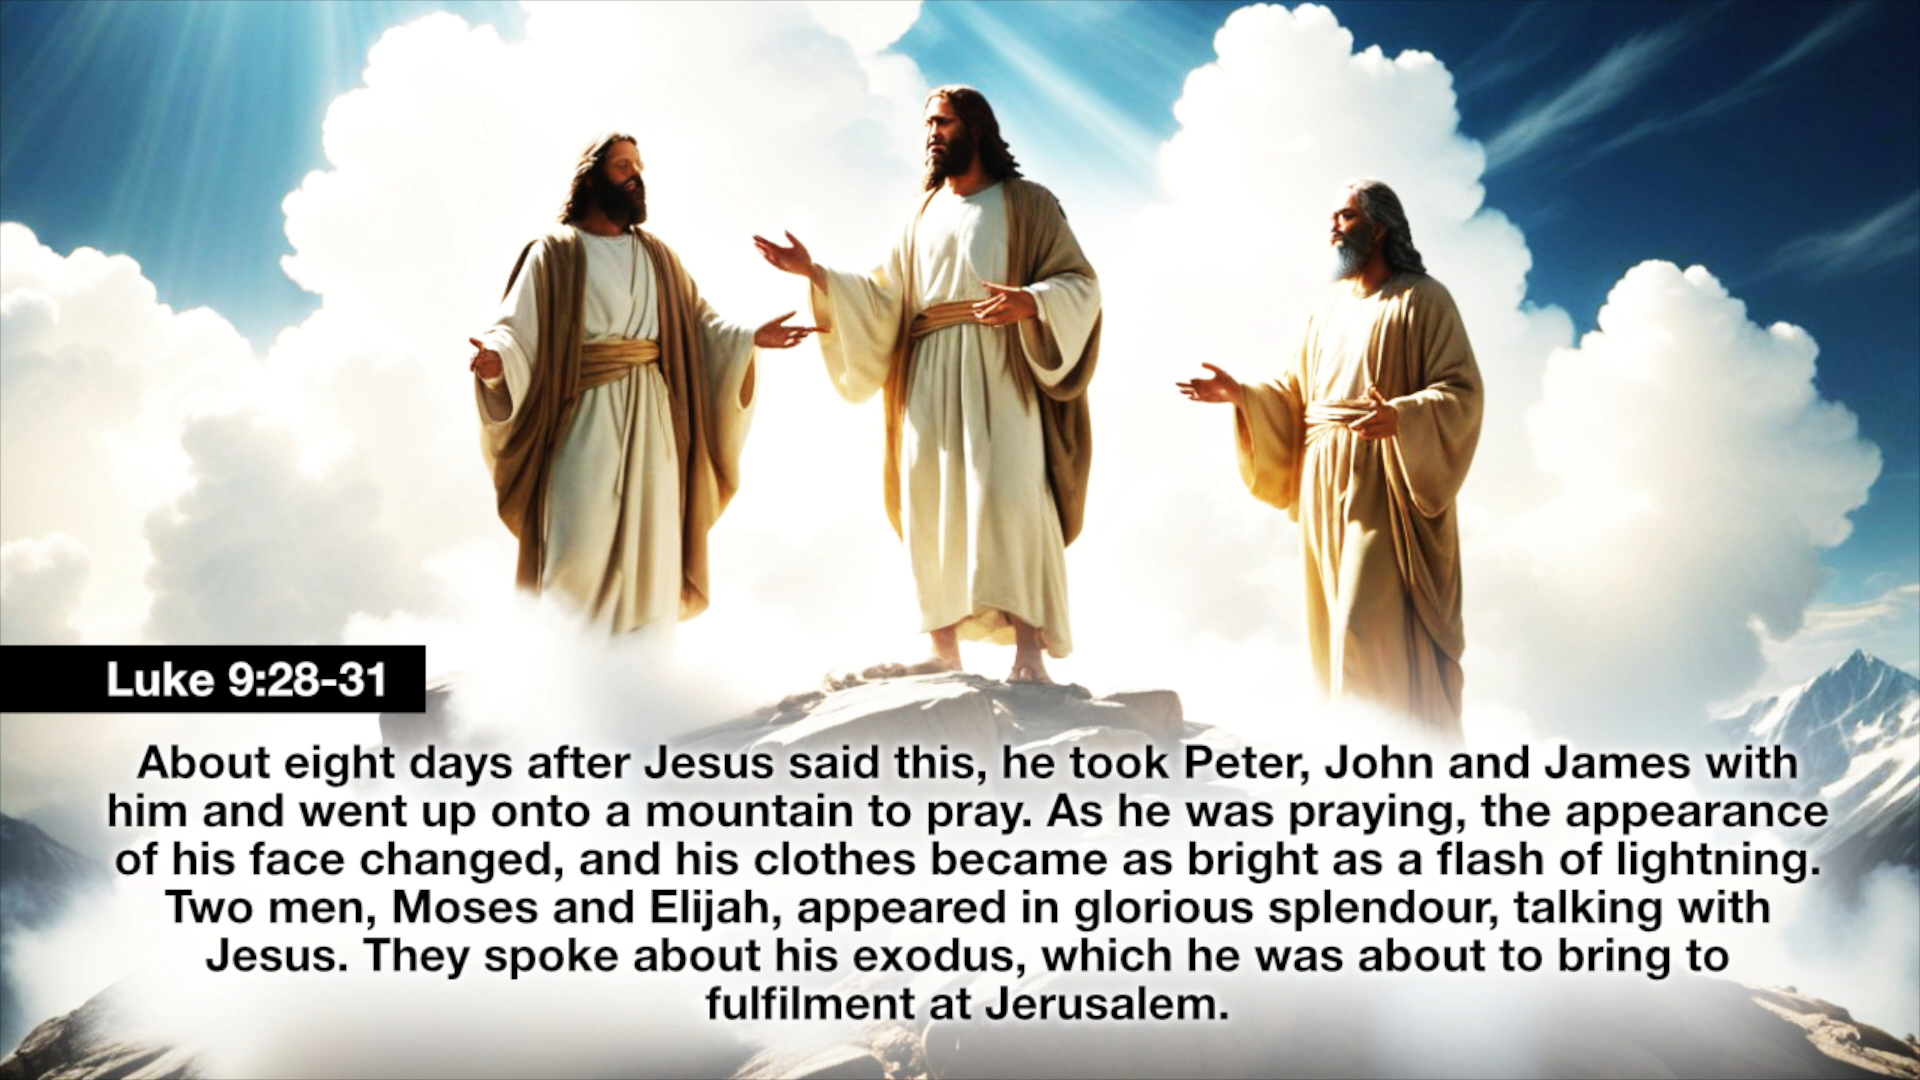 Luke 9:28-31
About eight days after Jesus said this, he took Peter, John and James with
him and went up onto a mountain to pray. As he was praying, the appearance
of his face changed, and his clothes became as bright as a flash of lightning.
Two men, Moses and Elijah, appeared in glorious splendour, talking with
Jesus. They spoke about his exodus, which he was about to bring to
fulfilment at Jerusalem.